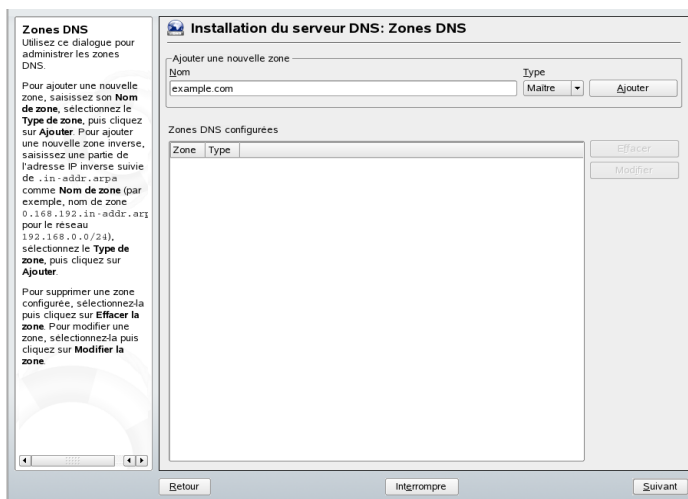 Zones DNS
Utilisez ce dialogue pour
administrer les zones
DNS.
Pour ajouter une nouvelle
zone, saisissez son Nom
de zone, sélectionnez le
Type de zone, puis cliquez
sur Ajouter. Pour ajouter
une nouvelle zone inverse,
saisissez une partie de
l'adresse IP inverse suivie
de .in-addr.arpa
comme Nom de zone (par
exemple, nom de zone
0.168.192.in-addr.arp
pour le réseau
192.168.0.0/24),
sélectionnez le Type de
zone, puis cliquez sur
Ajouter.
Pour supprimer une zone
configurée, sélectionnez-la
puis cliquez sur Effacer la
zone. Pour modifier une
zone, sélectionnez-la puis
cliquez sur Modifier la
zone.
Installation du serveur DNS: Zones DNS
Ajouter une nouvelle zone
Nom
Type
example.com
Maître
Ajouter
Zones DNS configurées
Zone Type
Effacer
Modifier
Retour
Interrompre
Suivant